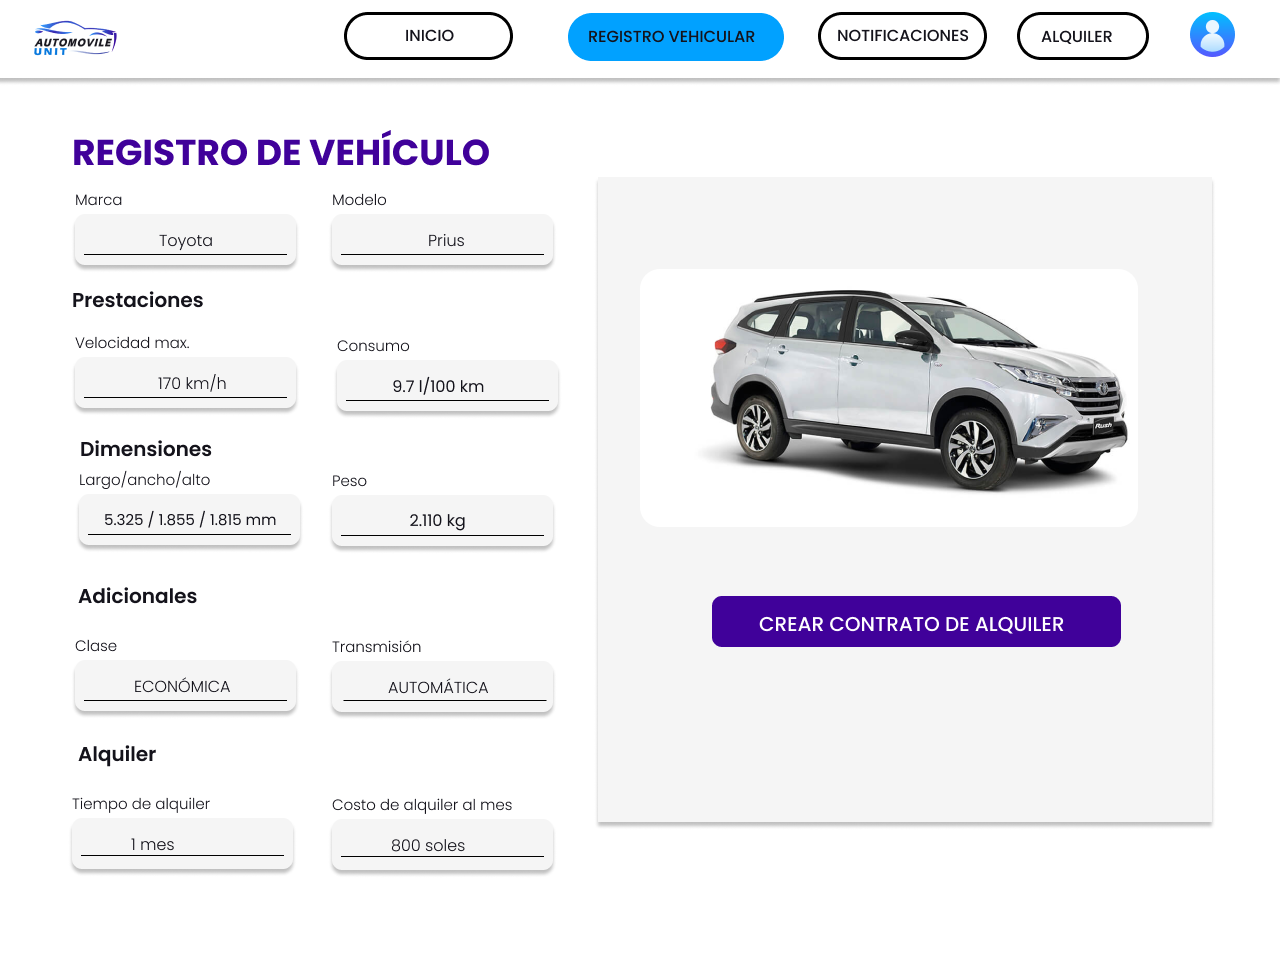 AUTOMOVILE
UNIT
INICIO
REGISTRO VEHICULAR
NOTIFICACIONES
ALQUILER
REGISTRO DE VEHÍCULO
Marca
Modelo
Toyota
Prius
Prestaciones
Velocidad max.
Consumo
170 km/h
9.7 l/100 km
Dimensiones
Largo/ancho/alto
Peso
5.325 / 1.855 / 1.815 mm
2.110 kg
Adicionales
Clase
Transmisión
ECONÓMICA
AUTOMÁTICA
Alquiler
Tiempo de alquiler
Costo de alquiler al mes
1 mes
800 soles
Rush
CREAR CONTRATO DE ALQUILER